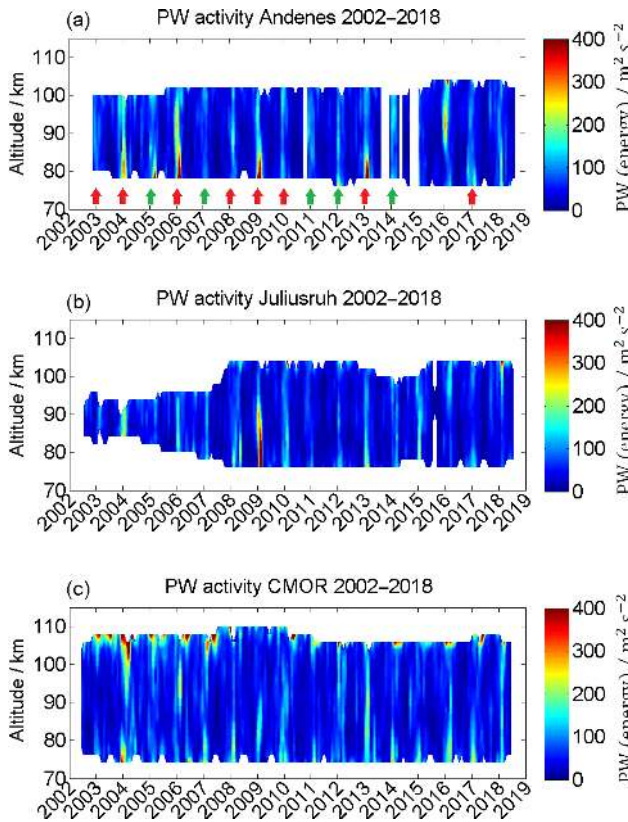 (a) PW activity Andenes 2002–2018
Altitude / km
110
100
90
80
70
2002 2003 2004 2005 2006 2007 2008 2009 2010 2011 2012 2013 2014 2015 2016 2017 2018 2019
400
300
200
100
0
PW (energy) / m² s⁻²
(b) PW activity Juliusruh 2002–2018
Altitude / km
110
100
90
80
70
2002 2003 2004 2005 2006 2007 2008 2009 2010 2011 2012 2013 2014 2015 2016 2017 2018 2019
400
300
200
100
0
PW (energy) / m² s⁻²
(c) PW activity CMOR 2002–2018
Altitude / km
110
100
90
80
70
2002 2003 2004 2005 2006 2007 2008 2009 2010 2011 2012 2013 2014 2015 2016 2017 2018 2019
400
300
200
100
0
PW (energy) / m² s⁻²